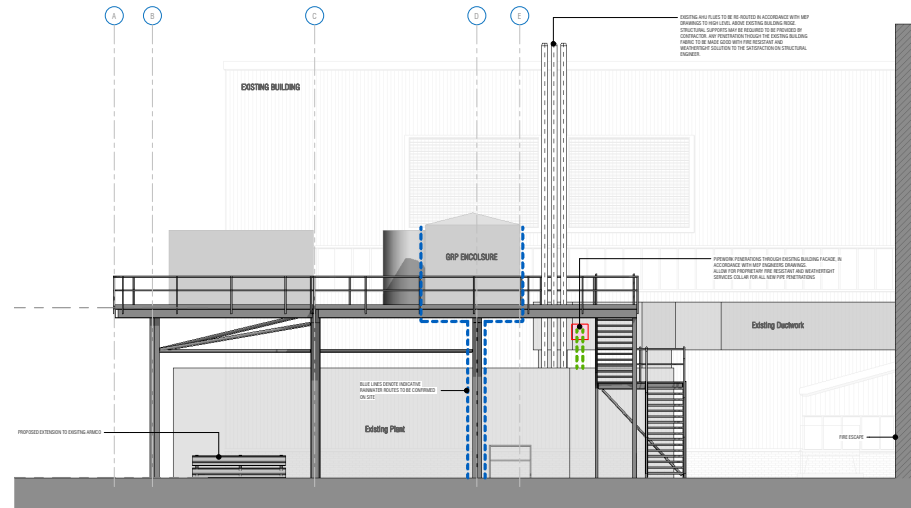 A
B
C
D
E
EXISTING AHU FLUES TO BE RE-ROUTED IN ACCORDANCE WITH MEP
DRAWINGS TO HIGH LEVEL ABOVE EXISTING BUILDING RIDGE.
STRUCTURAL SUPPORTS MAY BE REQUIRED TO BE PROVIDED BY
CONTRACTOR. ANY PENETRATION THOUGH THE EXISTING BUILDING
FABRIC TO BE MADE GOOD WITH FIRE RESISTANT AND
WEATHERTIGHT SOLUTION TO THE SATISFACTION ON STRUCTURAL
ENGINEER
EXISTING BUILDING
GRP ENCOLSURE
PIPEWORK PENERATIONS THROUGH EXISTING BUILDING FACADE, IN
ACCORDANCE WITH MEP ENGINEERS DRAWINGS.
ALLOW FOR PROPRIETARY FIRE RESISTANT AND WEATHERTIGHT
SERVICES COLLAR FOR ALL NEW PIPE PENETRATIONS
Existing Ductwork
BLUE LINES DENOTE INDICATIVE
RAINWATER ROUTES TO BE CONFIRMED
ON SITE
Existing Plant
PROPOSED EXTENSION TO EXISITING ARMCO
FIRE ESCAPE